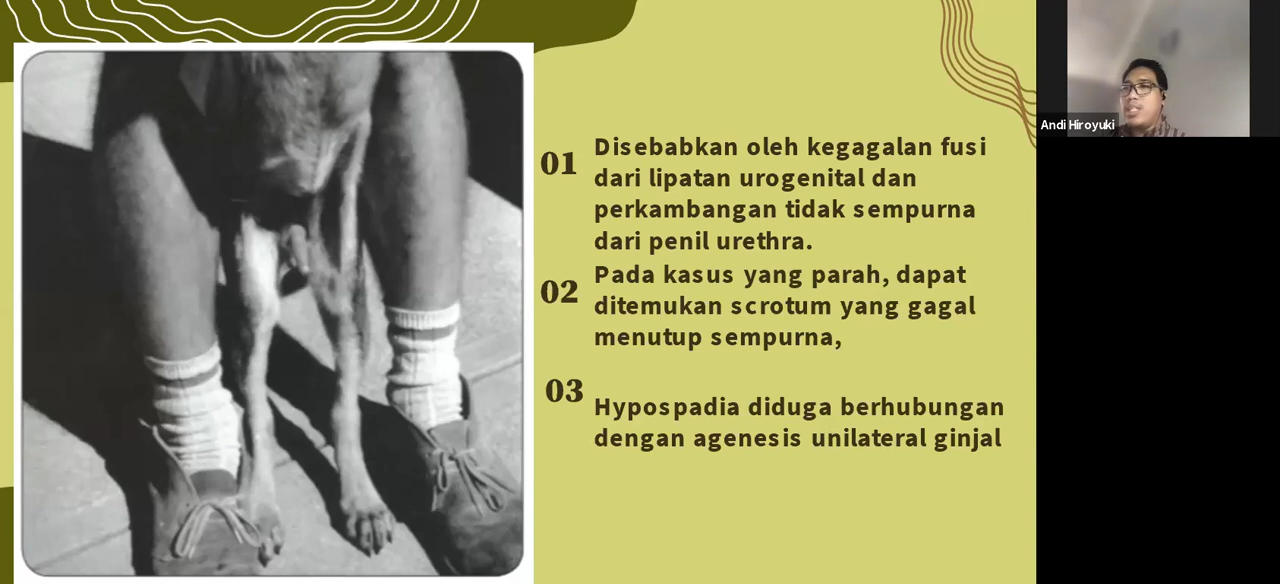 01
Disebabkan oleh kegagalan fusi
dari lipatan urogenital dan
perkambangan tidak sempurna
dari penil urethra.
02
Pada kasus yang parah, dapat
ditemukan scrotum yang gagal
menutup sempurna,
03
Hypospadia diduga berhubungan
dengan agenesis unilateral ginjal
Andi Hiroyuki